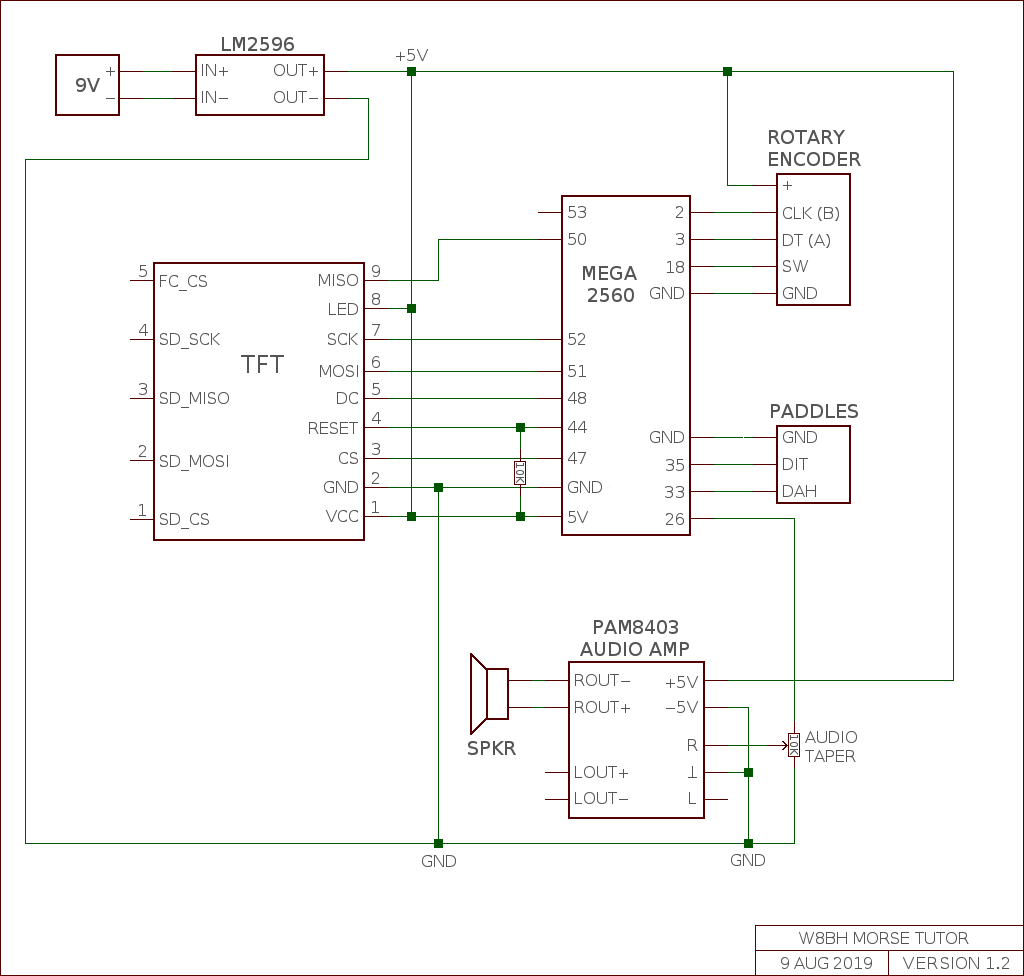 LM2596
+5V
9V
+
−
IN+
IN−
OUT+
OUT−
ROTARY
ENCODER
+
CLK (B)
DT (A)
SW
GND
MEGA
2560
53
50
52
51
48
44
47
GND
5V
2
3
18
GND
GND
35
33
26
TFT
5
FC_CS
4
SD_SCK
3
SD_MISO
2
SD_MOSI
1
SD_CS
MISO
9
LED
8
SCK
7
MOSI
6
DC
5
RESET
4
CS
3
GND
2
VCC
1
10K
PADDLES
GND
DIT
DAH
PAM8403
AUDIO AMP
ROUT−
ROUT+
LOUT+
LOUT−
+5V
−5V
R
⊥
L
SPKR
10K
AUDIO
TAPER
GND
GND
W8BH MORSE TUTOR
9 AUG 2019
VERSION 1.2